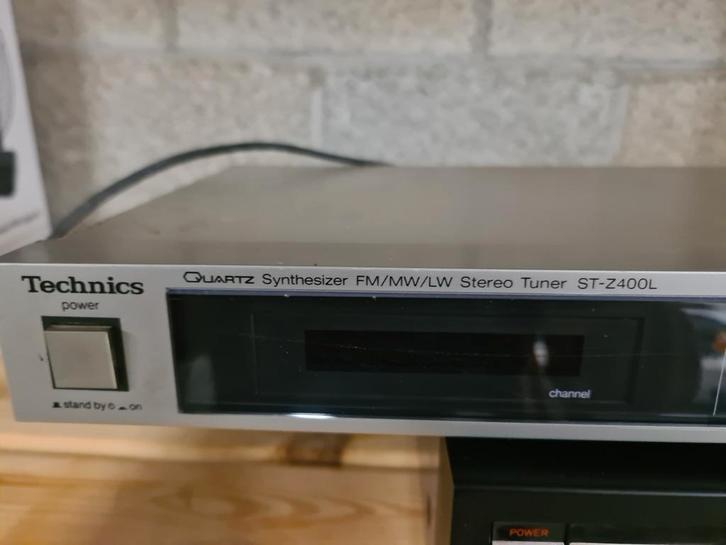 Technics
QUARTZ Synthesizer FM/MW/LW Stereo Tuner ST-Z400L
power
stand by on
channel
POWER